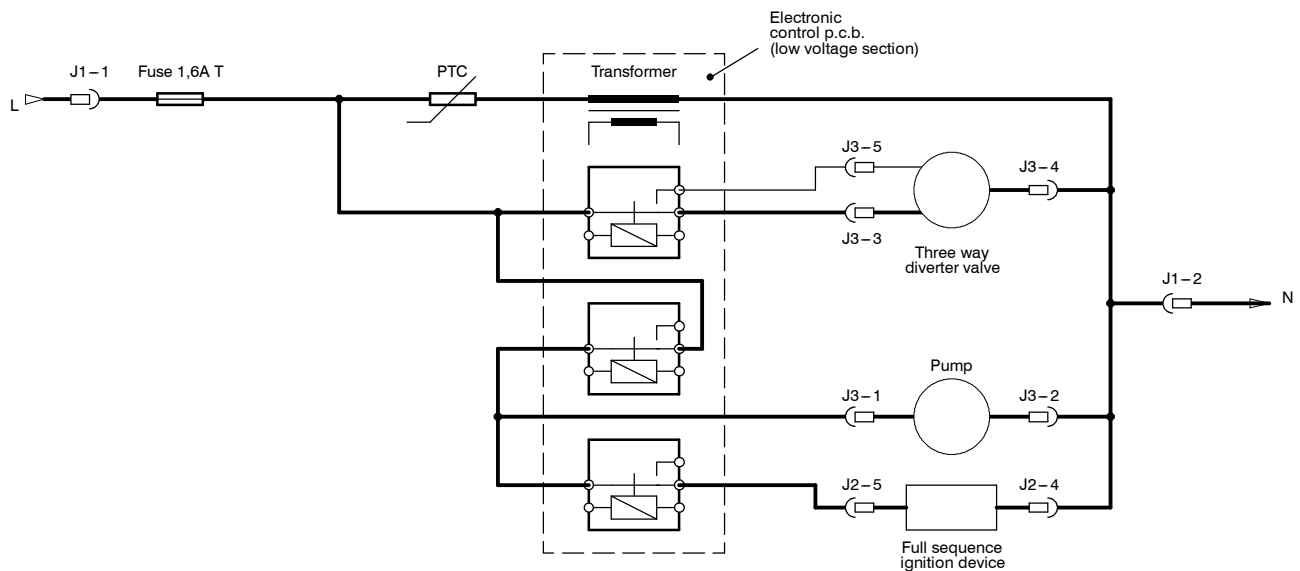 Electronic
control p.c.b.
(low voltage section)
J1–1
Fuse 1,6A T
PTC
Transformer
L
J3–5
J3–4
J3–3
Three way
diverter valve
J1–2
N
Pump
J3–1
J3–2
J2–5
J2–4
Full sequence
ignition device